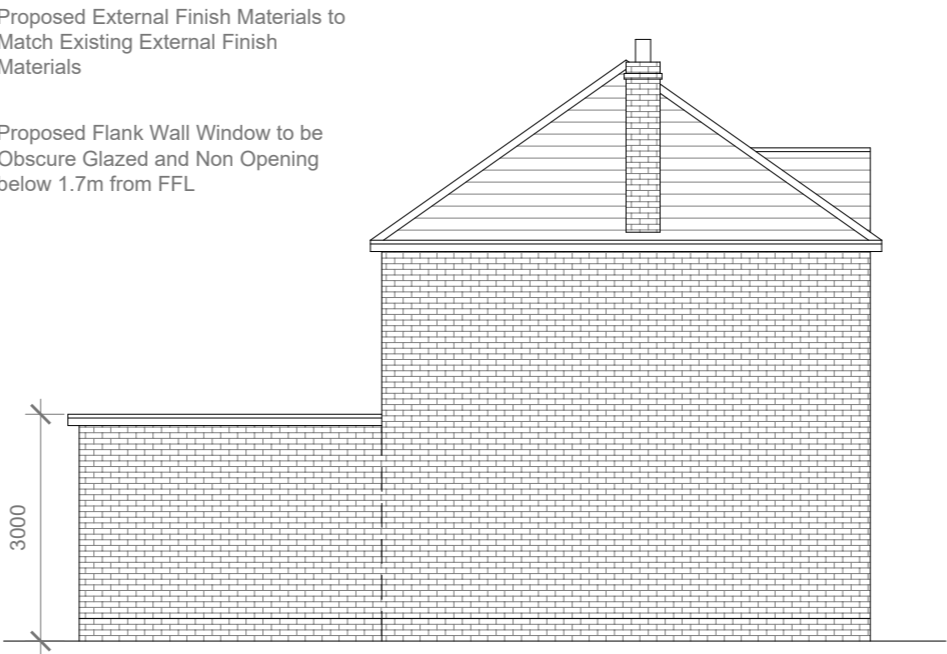 Proposed External Finish Materials to
Match Existing External Finish
Materials
Proposed Flank Wall Window to be
Obscure Glazed and Non Opening
below 1.7m from FFL
3000